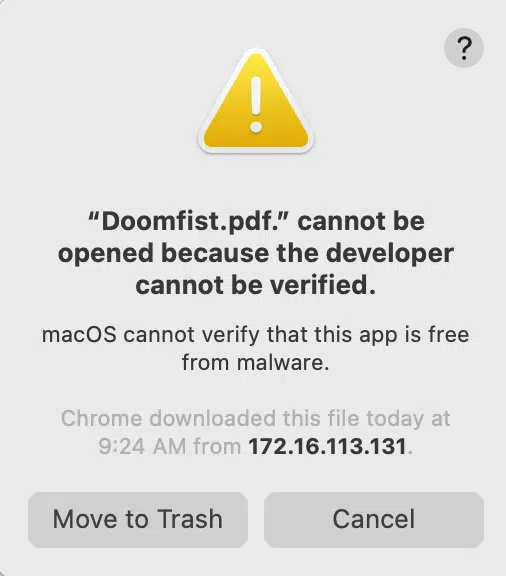 ?
“Doomfist.pdf.” cannot be
opened because the developer
cannot be verified.
macOS cannot verify that this app is free
from malware.
Chrome downloaded this file today at
9:24 AM from 172.16.113.131.
Move to Trash
Cancel